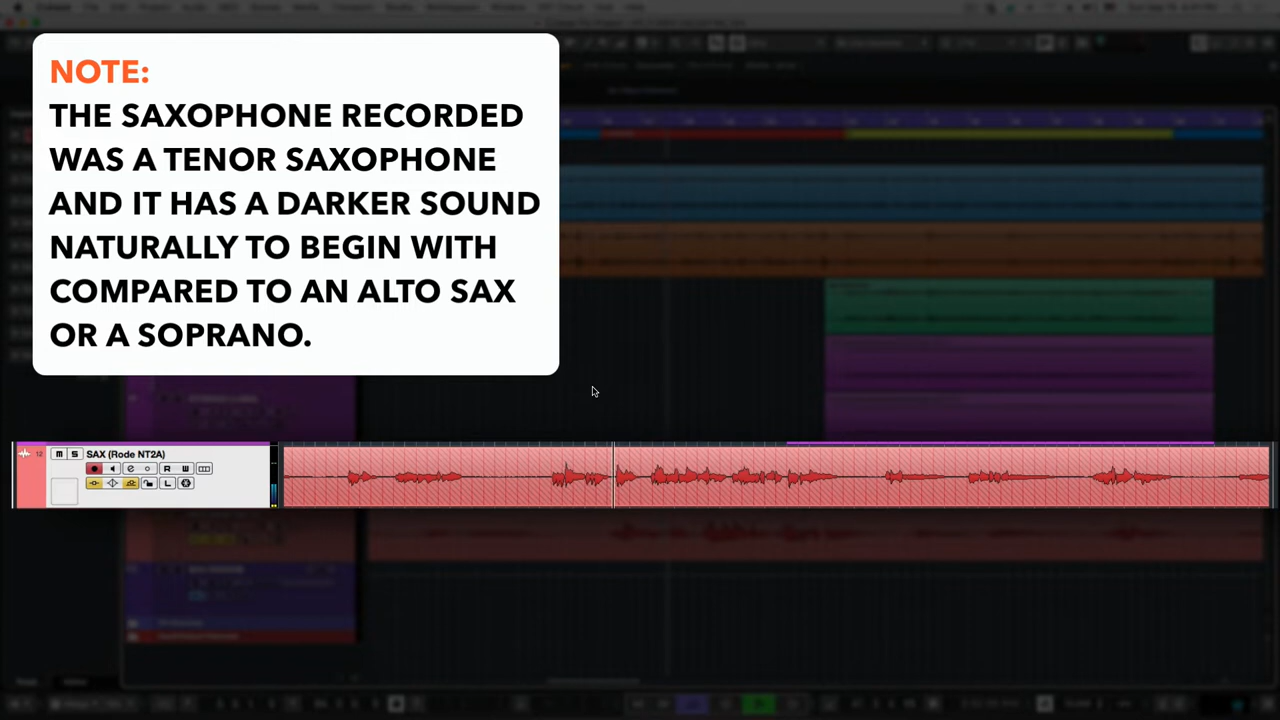 NOTE:
THE SAXOPHONE RECORDED
WAS A TENOR SAXOPHONE
AND IT HAS A DARKER SOUND
NATURALLY TO BEGIN WITH
COMPARED TO AN ALTO SAX
OR A SOPRANO.
12 M S SAX (Rode NT2A)
R W
L